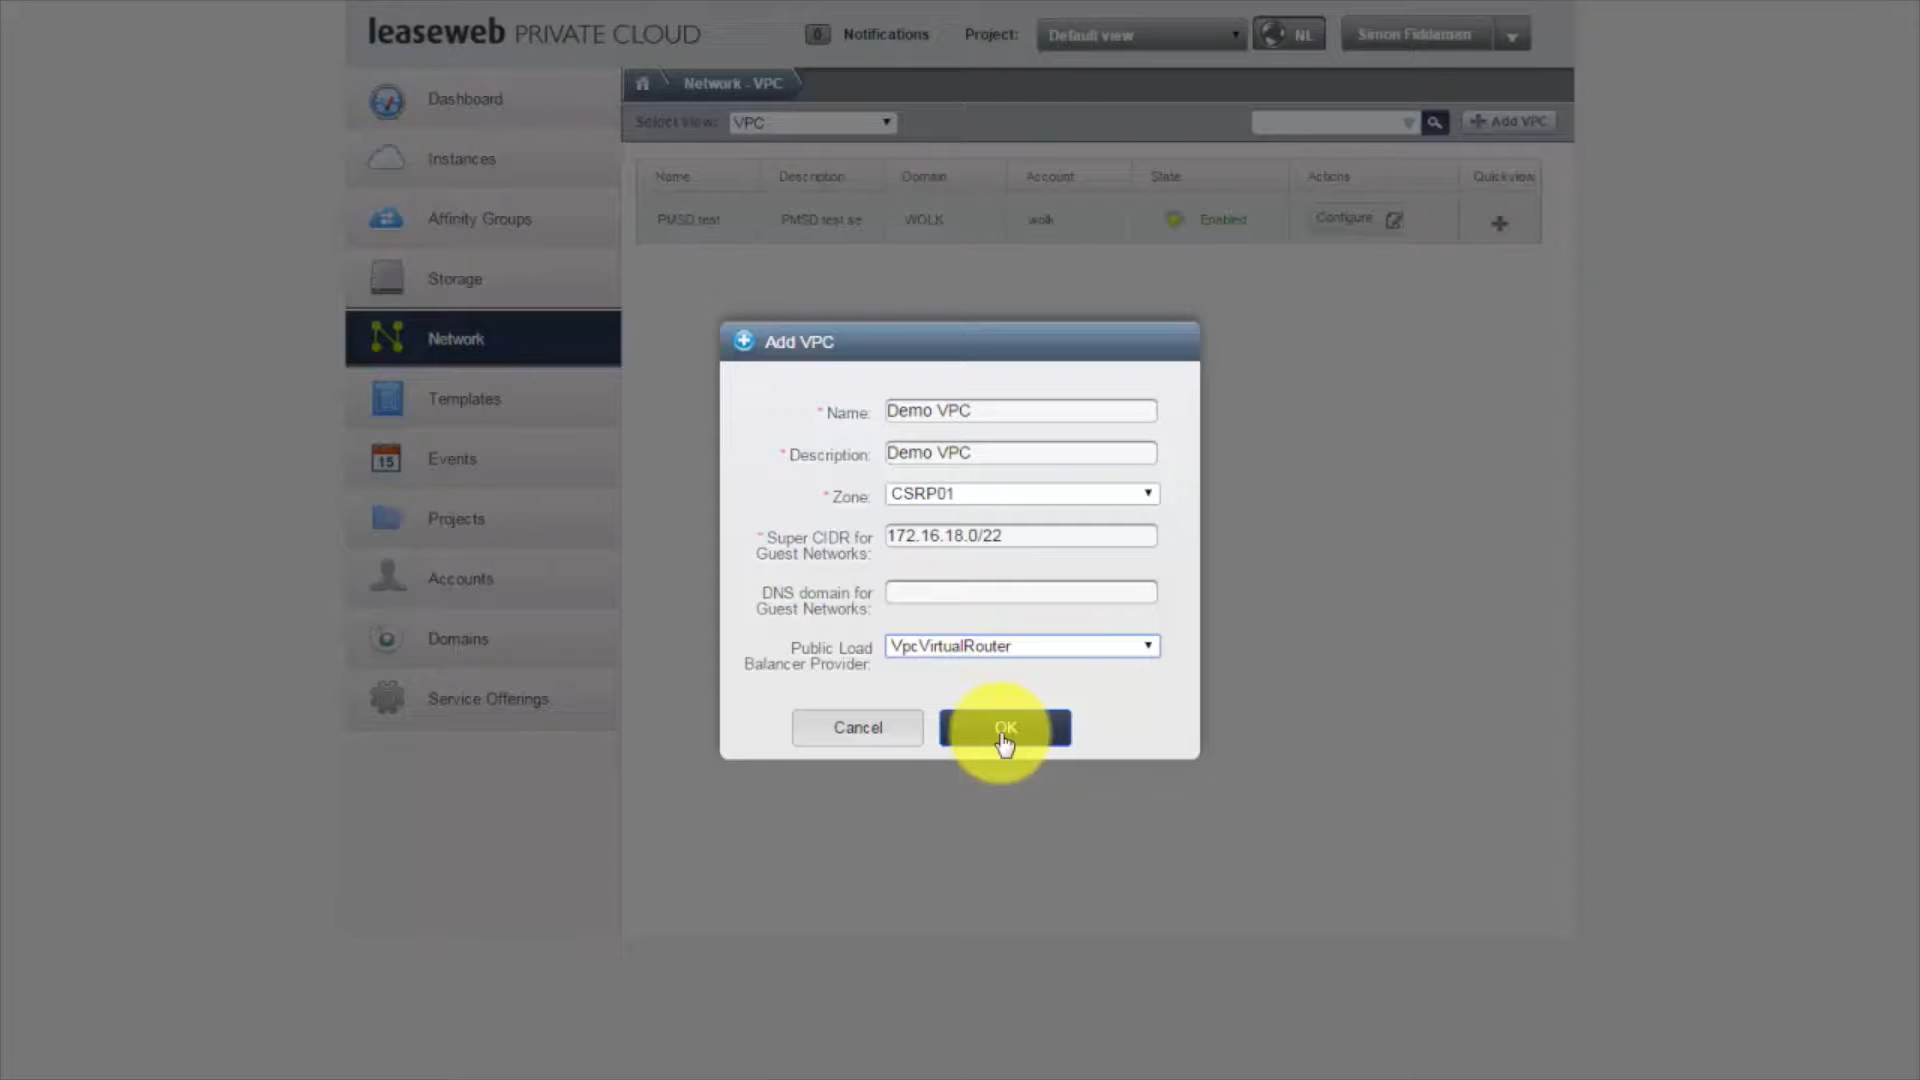 leaseweb PRIVATE CLOUD
0 Notifications Project: Default view NL Simon Fiddaman
Network - VPC
Select view: VPC Add VPC
Dashboard
Instances
Affinity Groups
Storage
Network
Templates
15 Events
Projects
Accounts
Domains
Service Offerings
Name Description Domain Account State Actions Quickview
PMSD test PMSD test se WOLK wolk Enabled Configure
Add VPC
* Name: Demo VPC
* Description: Demo VPC
* Zone: CSRP01
* Super CIDR for
Guest Networks: 172.16.18.0/22
DNS domain for
Guest Networks:
Public Load
Balancer Provider: VpcVirtualRouter
Cancel OK